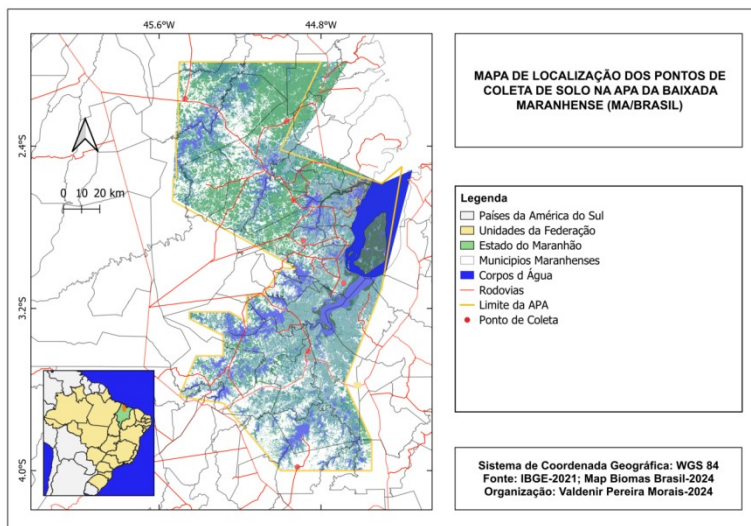 45.6°W
44.8°W
2.4°S
3.2°S
4.0°S
0 10 20 km
MAPA DE LOCALIZAÇÃO DOS PONTOS DE
COLETA DE SOLO NA APA DA BAIXADA
MARANHENSE (MA/BRASIL)
Legenda
Países da América do Sul
Unidades da Federação
Estado do Maranhão
Municipios Maranhenses
Corpos d Água
Rodovias
Limite da APA
Ponto de Coleta
Sistema de Coordenada Geográfica: WGS 84
Fonte: IBGE-2021; Map Biomas Brasil-2024
Organização: Valdenir Pereira Morais-2024